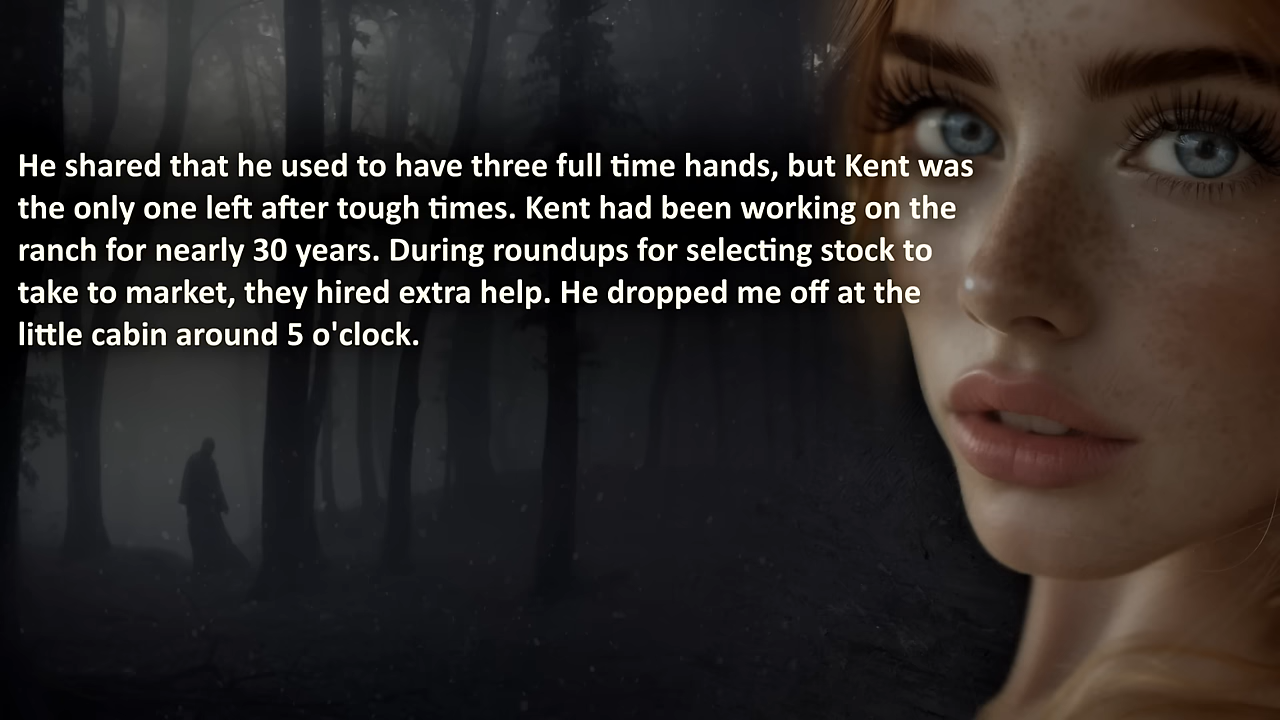 He shared that he used to have three full time hands, but Kent was
the only one left after tough times. Kent had been working on the
ranch for nearly 30 years. During roundups for selecting stock to
take to market, they hired extra help. He dropped me off at the
little cabin around 5 o'clock.